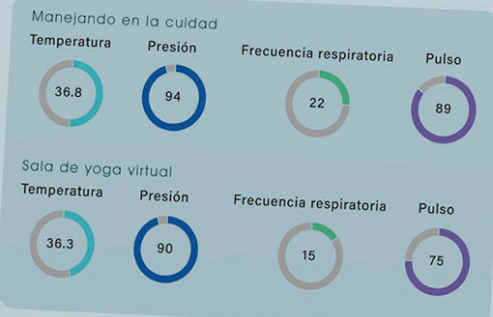 Manejando en la cuidad
Temperatura Presión Frecuencia respiratoria Pulso
36.8 94 22 89
Sala de yoga virtual
Temperatura Presión Frecuencia respiratoria Pulso
36.3 90 15 75